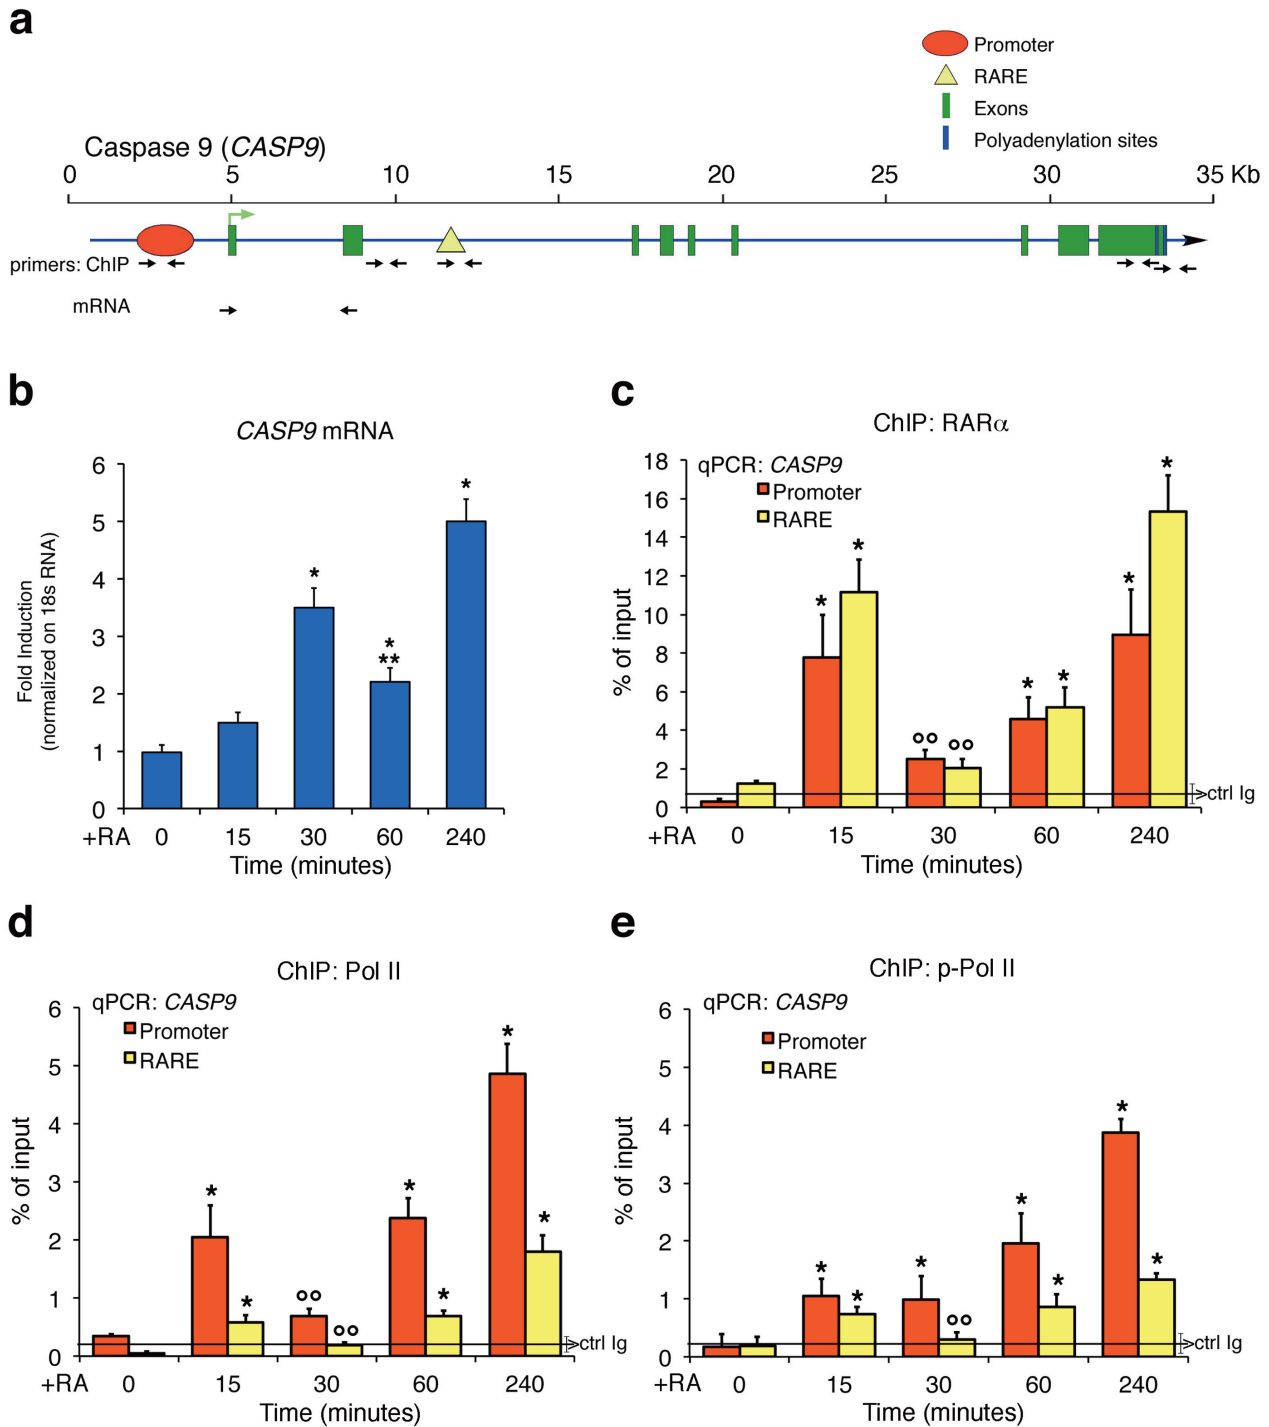 a
Promoter
RARE
Exons
Polyadenylation sites
Caspase 9 (CASP9)
0 5 10 15 20 25 30 35 Kb
primers: ChIP
mRNA
b
CASP9 mRNA
Fold Induction
(normalized on 18s RNA)
6
5
4
3
2
1
0
*
*
**
*
+RA 0 15 30 60 240
Time (minutes)
c
ChIP: RARα
qPCR: CASP9
Promoter
RARE
% of input
18
16
14
12
10
8
6
4
2
0
* * oo oo * * * *
ctrl Ig
+RA 0 15 30 60 240
Time (minutes)
d
ChIP: Pol II
qPCR: CASP9
Promoter
RARE
% of input
6
5
4
3
2
1
0
* * oo oo * * * *
ctrl Ig
+RA 0 15 30 60 240
Time (minutes)
e
ChIP: p-Pol II
qPCR: CASP9
Promoter
RARE
% of input
6
5
4
3
2
1
0
* * * oo * * * *
ctrl Ig
+RA 0 15 30 60 240
Time (minutes)